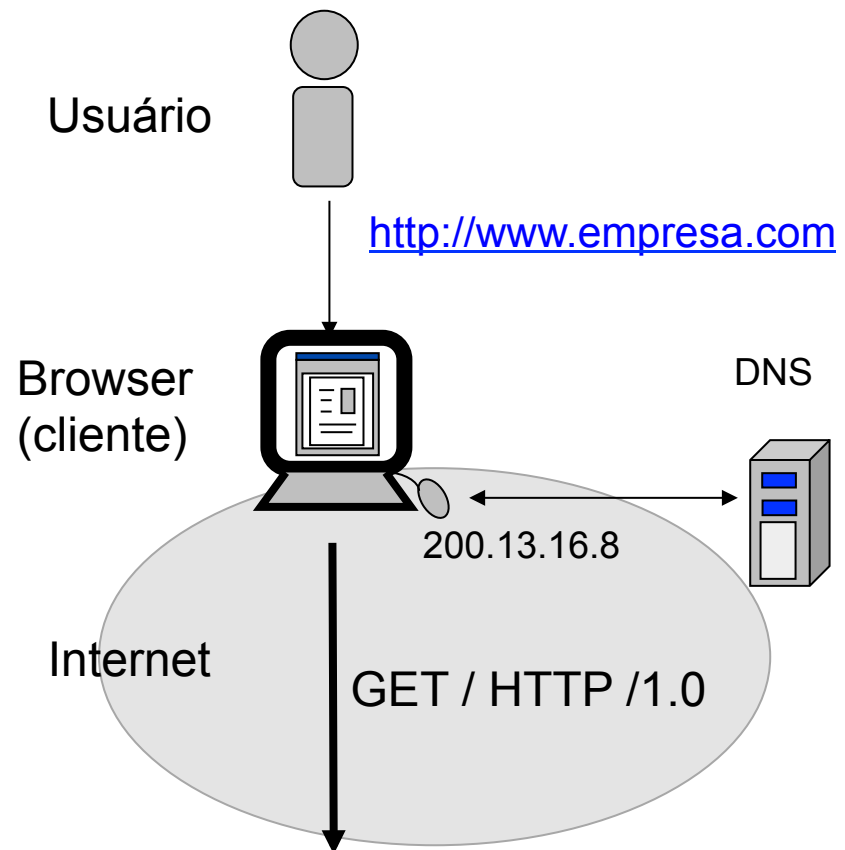 Usuário
http://www.empresa.com
Browser
(cliente)
DNS
200.13.16.8
Internet
GET / HTTP /1.0